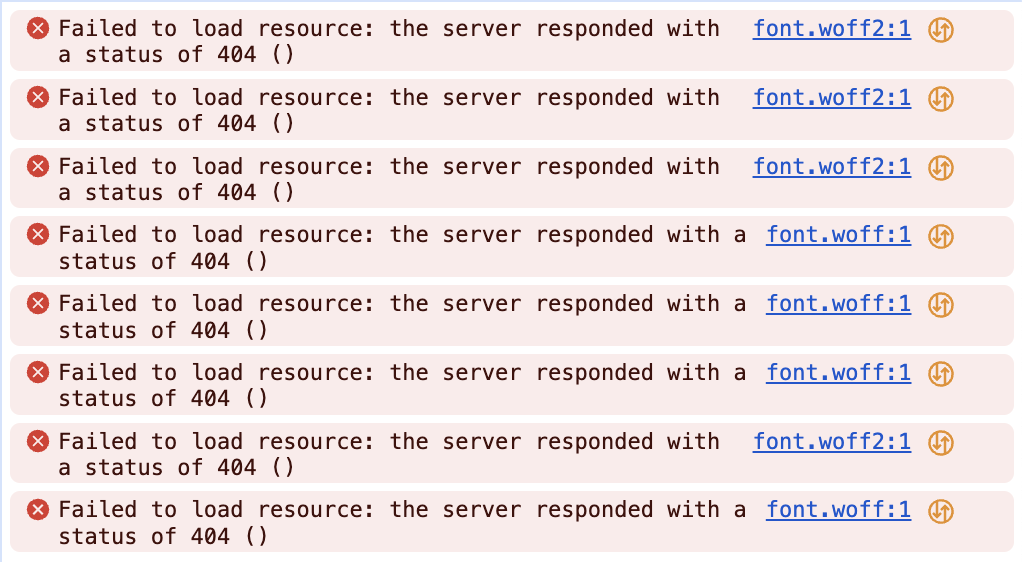 Failed to load resource: the server responded with font.woff2:1
a status of 404 ()
Failed to load resource: the server responded with font.woff2:1
a status of 404 ()
Failed to load resource: the server responded with font.woff2:1
a status of 404 ()
Failed to load resource: the server responded with a font.woff:1
status of 404 ()
Failed to load resource: the server responded with a font.woff:1
status of 404 ()
Failed to load resource: the server responded with a font.woff:1
status of 404 ()
Failed to load resource: the server responded with font.woff2:1
a status of 404 ()
Failed to load resource: the server responded with a font.woff:1
status of 404 ()